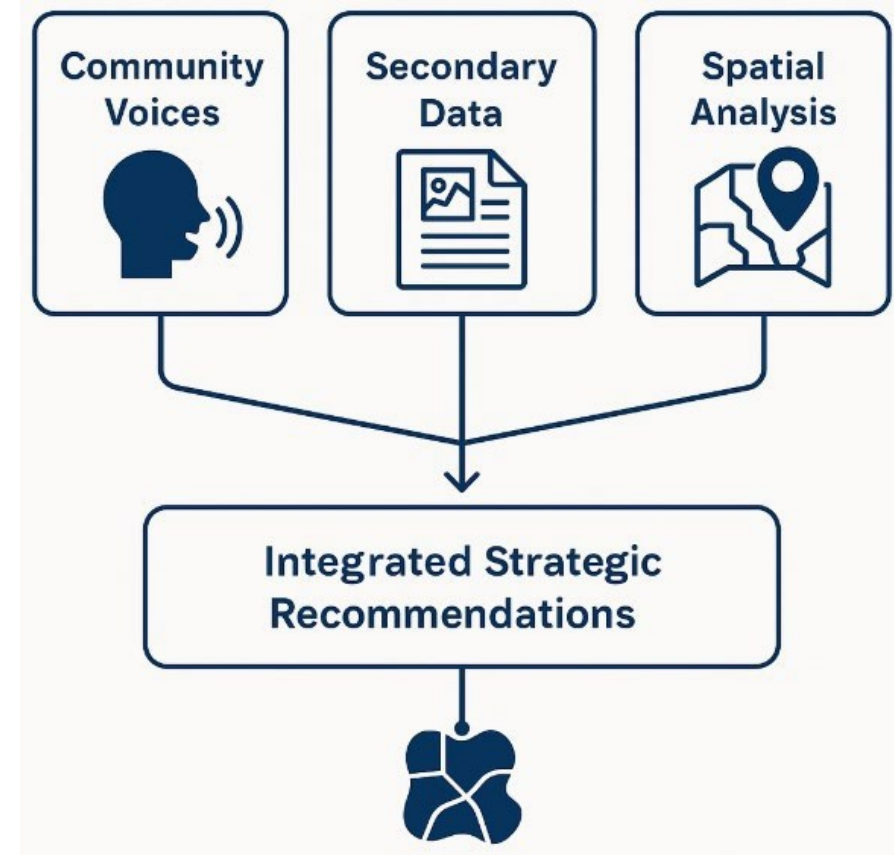 Community
Voices
Secondary
Data
Spatial
Analysis
Integrated Strategic
Recommendations